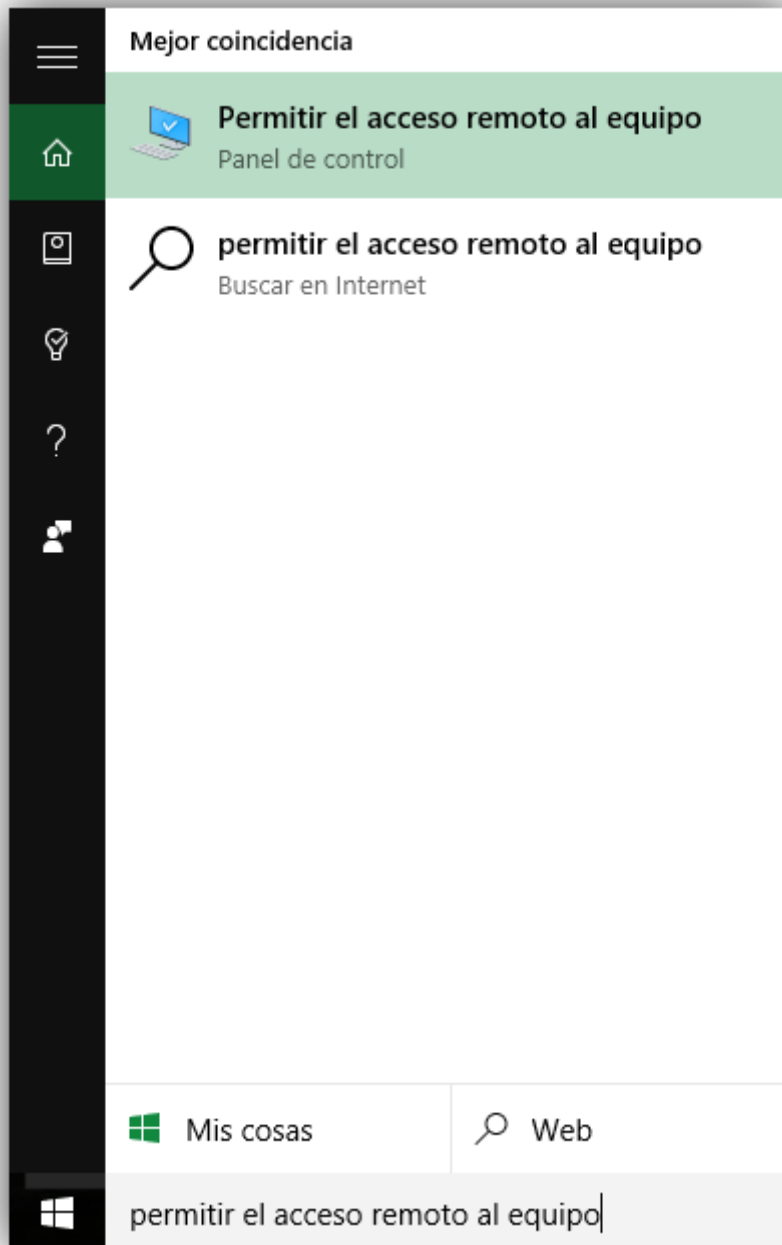 Mejor coincidencia
Permitir el acceso remoto al equipo
Panel de control
permitir el acceso remoto al equipo
Buscar en Internet
Mis cosas
Web
permitir el acceso remoto al equipo